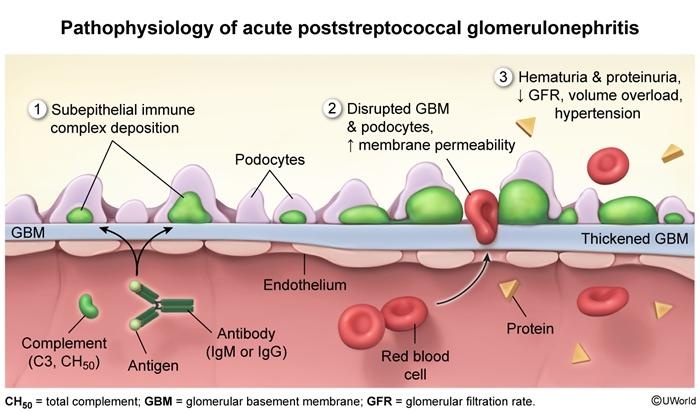 Pathophysiology of acute poststreptococcal glomerulonephritis
1 Subepithelial immune
complex deposition
Podocytes
2 Disrupted GBM
& podocytes,
↑ membrane permeability
3 Hematuria & proteinuria,
↓ GFR, volume overload,
hypertension
GBM
Thickened GBM
Endothelium
Complement
(C3, CH₅₀)
Antigen
Antibody
(IgM or IgG)
Red blood
cell
Protein
CH₅₀ = total complement; GBM = glomerular basement membrane; GFR = glomerular filtration rate.
©UWorld